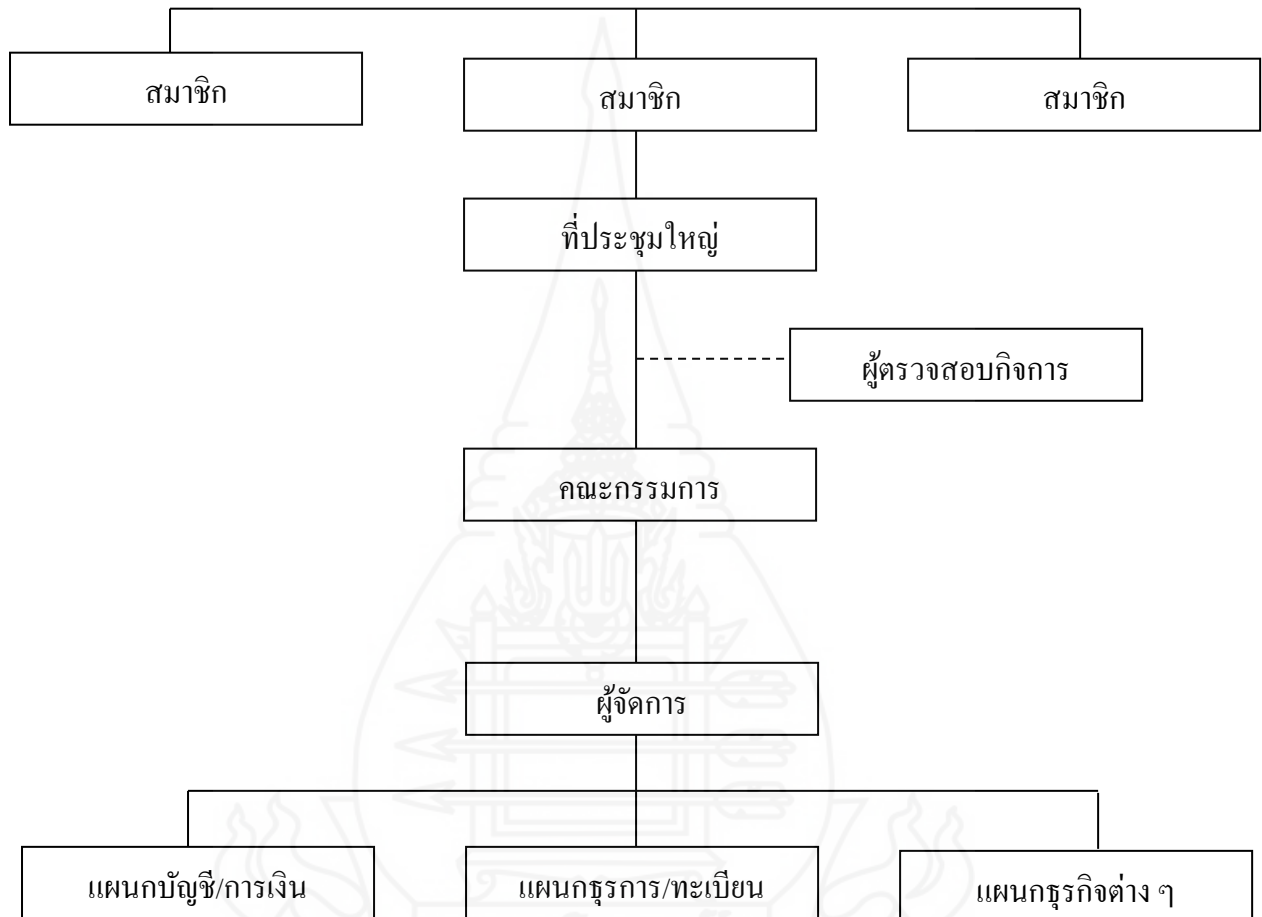 สมาชิก
สมาชิก
สมาชิก
ที่ประชุมใหญ่
ผู้ตรวจสอบกิจการ
คณะกรรมการ
ผู้จัดการ
แผนกบัญชี/การเงิน
แผนกธุรการ/ทะเบียน
แผนกธุรกิจต่าง ๆ